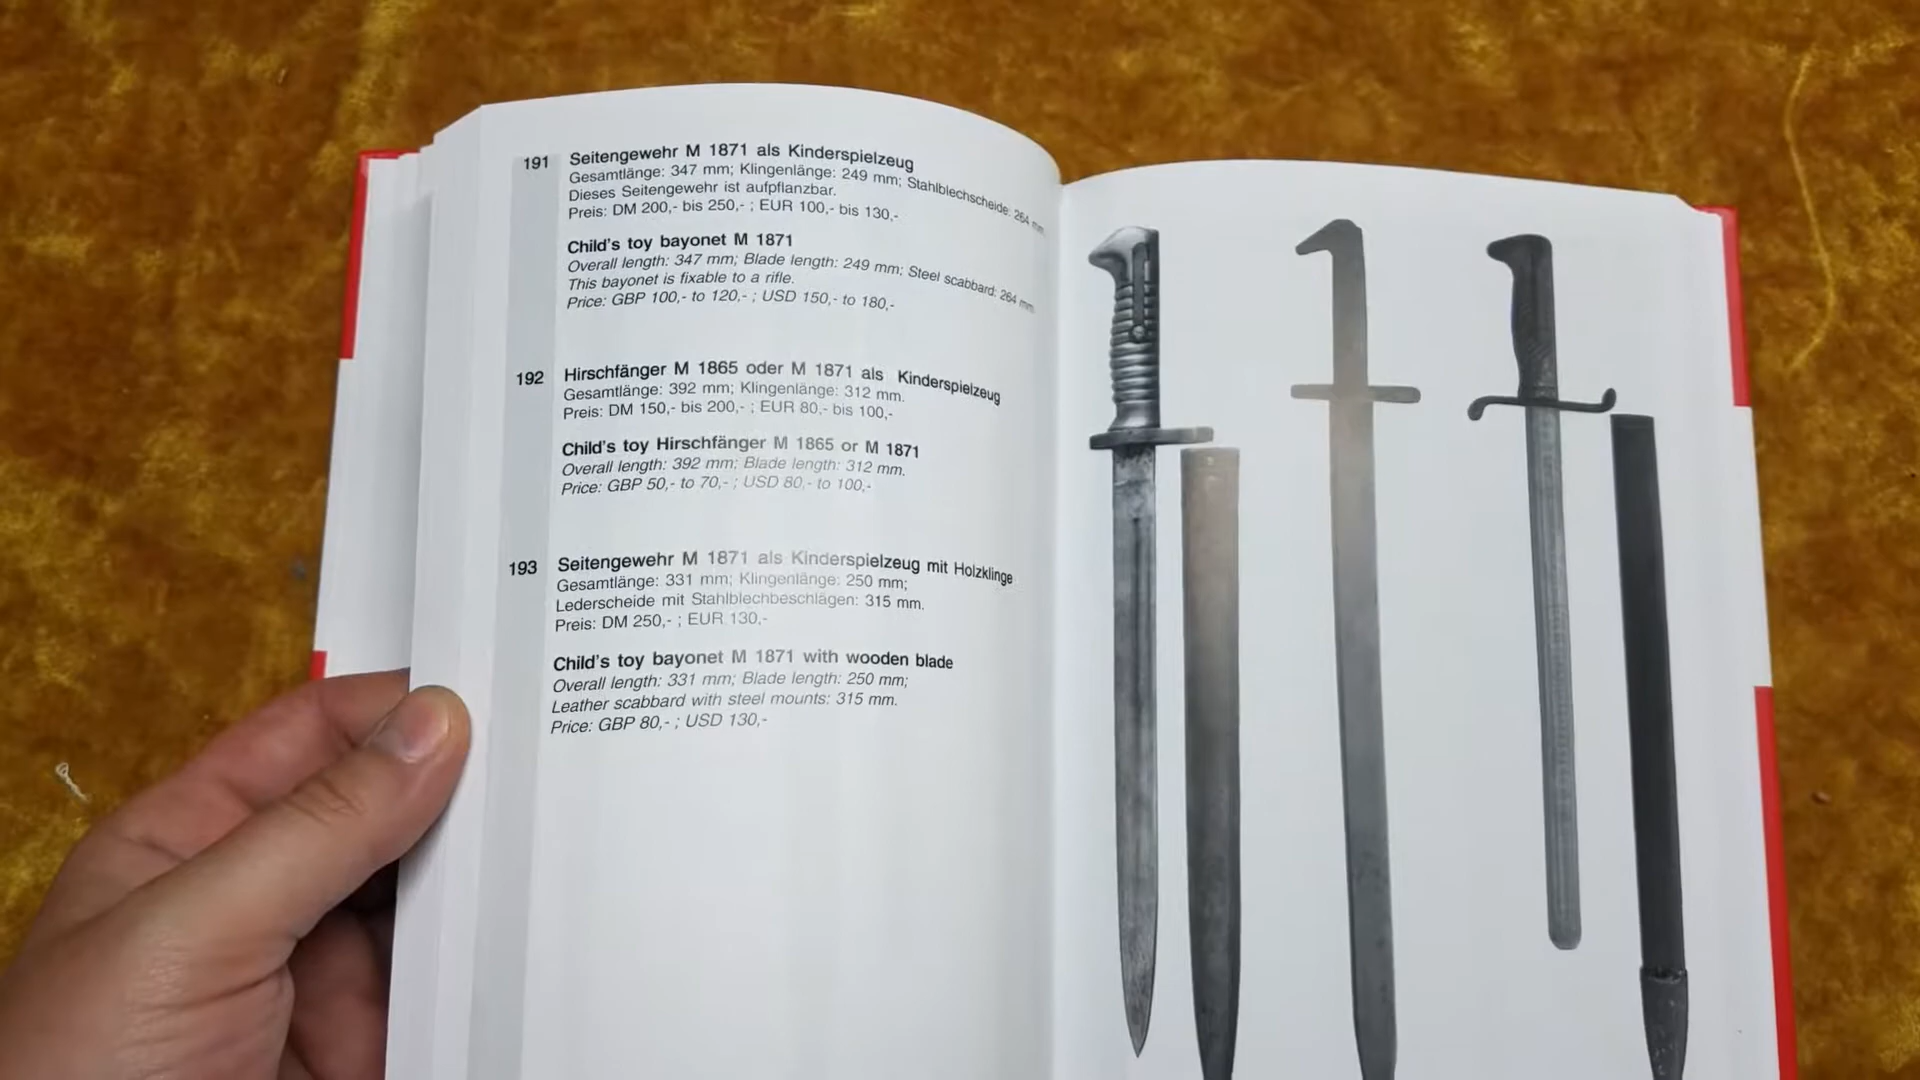 191
Seitengewehr M 1871 als Kinderspielzeug
Gesamtlänge: 347 mm; Klingenlänge: 249 mm; Stahlblechscheide: 264 mm.
Dieses Seitengewehr ist aufpflanzbar.
Preis: DM 200,- bis 250,- ; EUR 100,- bis 130,-
Child's toy bayonet M 1871
Overall length: 347 mm; Blade length: 249 mm; Steel scabbard: 264 mm.
This bayonet is fixable to a rifle.
Price: GBP 100,- to 120,- ; USD 150,- to 180,-
192
Hirschfänger M 1865 oder M 1871 als Kinderspielzeug
Gesamtlänge: 392 mm; Klingenlänge: 312 mm.
Preis: DM 150,- bis 200,- ; EUR 80,- bis 100,-
Child's toy Hirschfänger M 1865 or M 1871
Overall length: 392 mm; Blade length: 312 mm.
Price: GBP 50,- to 70,- ; USD 80,- to 100,-
193
Seitengewehr M 1871 als Kinderspielzeug mit Holzklinge
Gesamtlänge: 331 mm; Klingenlänge: 250 mm;
Lederscheide mit Stahlblechbeschlägen: 315 mm.
Preis: DM 250,- ; EUR 130,-
Child's toy bayonet M 1871 with wooden blade
Overall length: 331 mm; Blade length: 250 mm;
Leather scabbard with steel mounts: 315 mm.
Price: GBP 80,- ; USD 130,-